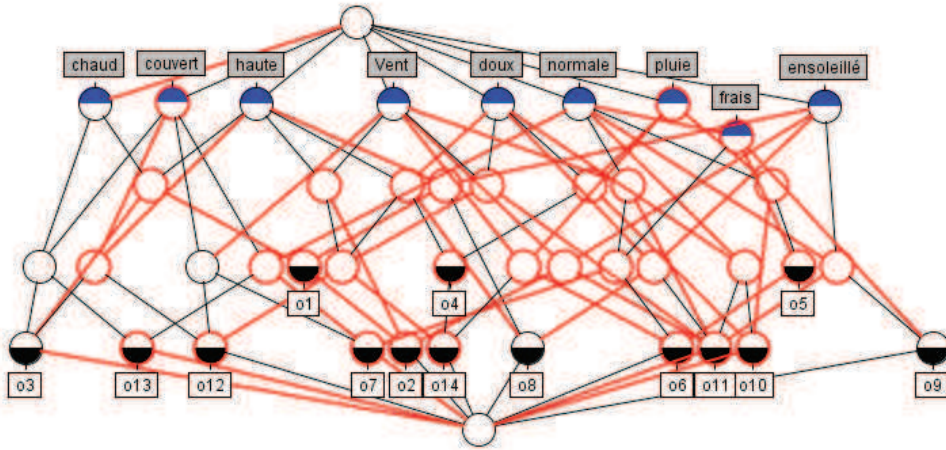 chaud couvert haute Vent doux normale pluie ensoleillé
frais
o1 o4 o5
o3 o13 o12 o7 o2 o14 o8 o6 o11 o10 o9